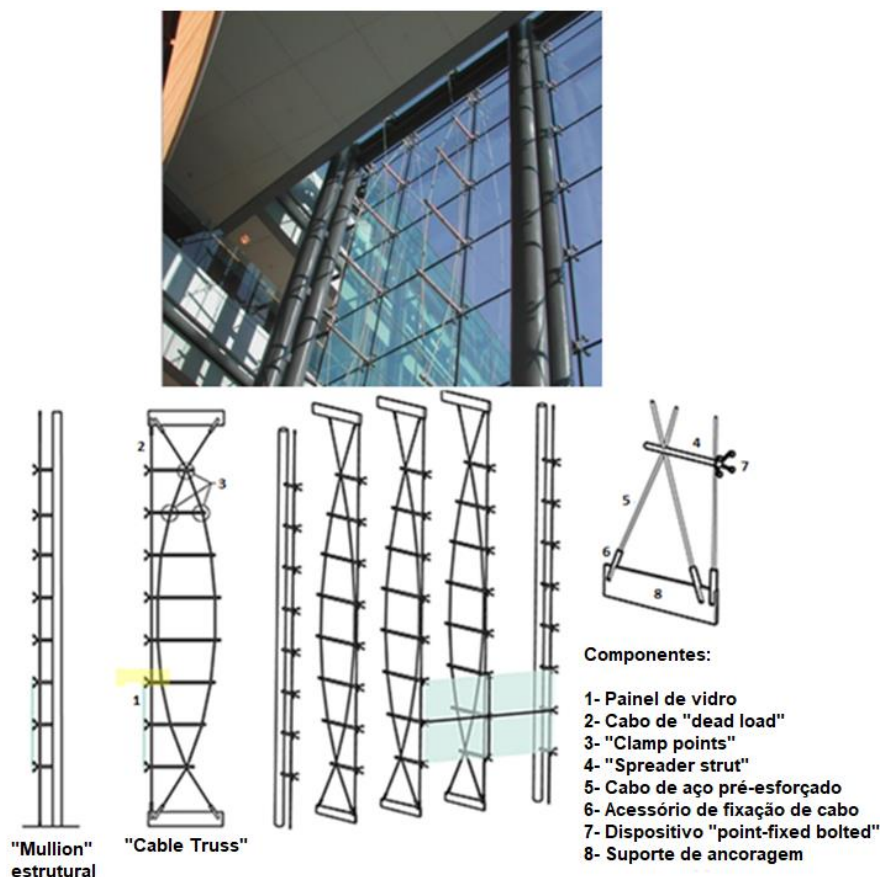 2
3
1
4
7
5
6
8
"Mullion"
estrutural
"Cable Truss"
Componentes:
1- Painel de vidro
2- Cabo de "dead load"
3- "Clamp points"
4- "Spreader strut"
5- Cabo de aço pré-esforçado
6- Acessório de fixação de cabo
7- Dispositivo "point-fixed bolted"
8- Suporte de ancoragem